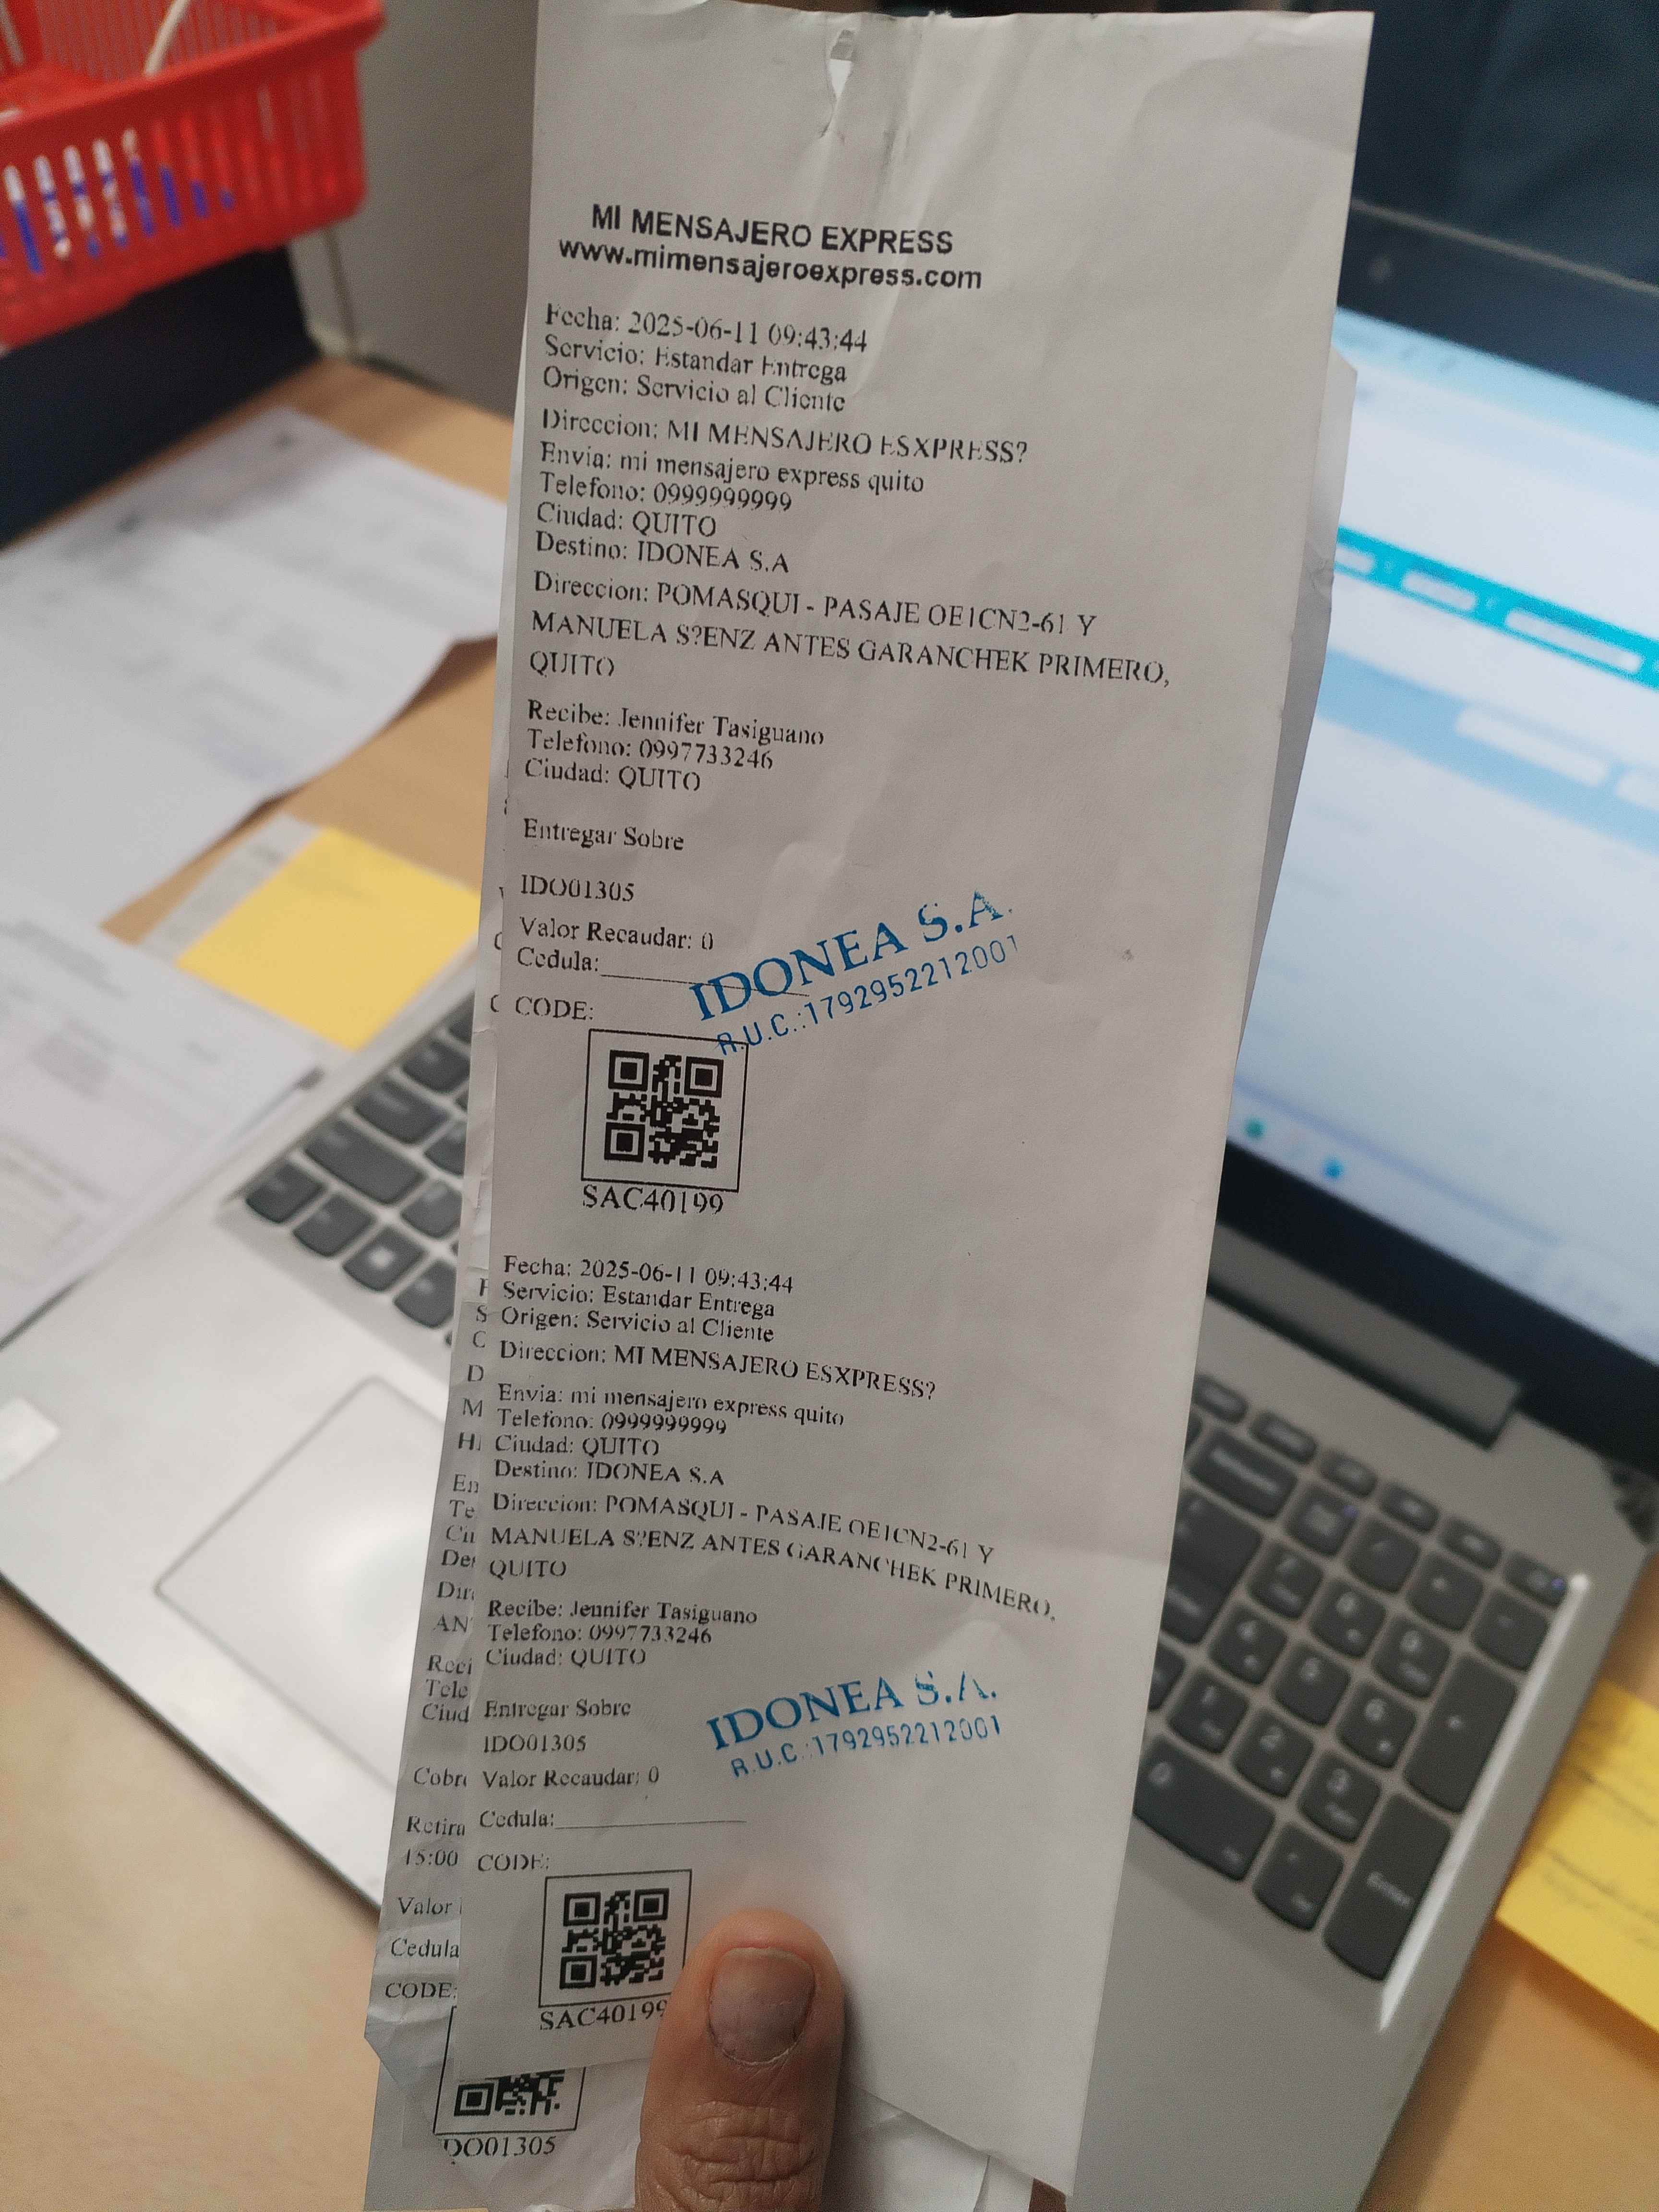 MI MENSAJERO EXPRESS
www.mimensajeroexpress.com
Fecha: 2025-06-11 09:43:44
Servicio: Estandar Entrega
Origen: Servicio al Cliente
Direccion: MI MENSAJERO ESXPRESS?
Envia: mi mensajero express quito
Telefono: 0999999999
Ciudad: QUITO
Destino: IDONEA S.A
Direccion: POMASQUI - PASAJE OE1CN2-61 Y
MANUELA S?ENZ ANTES GARANCHEK PRIMERO,
QUITO
Recibe: Jennifer Tasiguano
Telefono: 0997733246
Ciudad: QUITO
Entregar Sobre
IDO01305
Valor Recaudar: 0
Cedula:
IDONEA S.A.
R.U.C.:1792952212001
CODE:
SAC40199
Fecha: 2025-06-11 09:43:44
Servicio: Estandar Entrega
Origen: Servicio al Cliente
Direccion: MI MENSAJERO ESXPRESS?
Envia: mi mensajero express quito
Telefono: 0999999999
Ciudad: QUITO
Destino: IDONEA S.A
Direccion: POMASQUI - PASAJE OE1CN2-61 Y
MANUELA S?ENZ ANTES GARANCHEK PRIMERO,
QUITO
Recibe: Jennifer Tasiguano
Telefono: 0997733246
Ciudad: QUITO
Entregar Sobre
IDO01305
IDONEA S.A.
R.U.C.:1792952212001
Valor Recaudar: 0
Cedula:
CODE:
SAC40199
15:00
Valor
Cedula
CODE:
DO01305